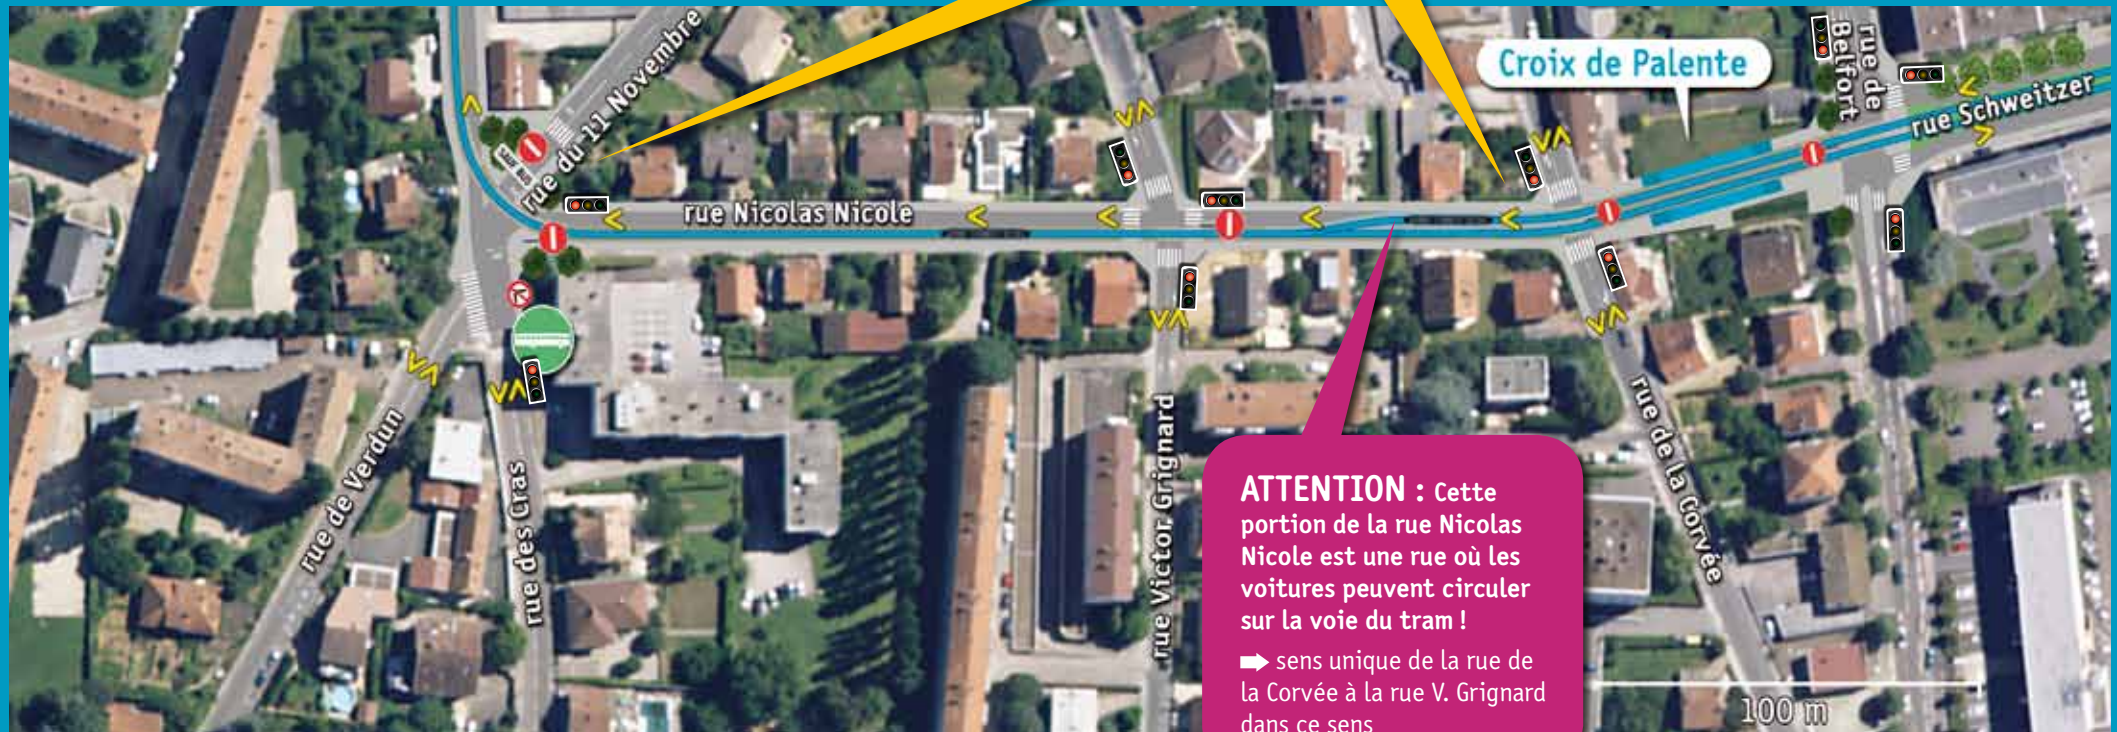 rue du 11 Novembre
Croix de Palente
rue de
Belfort
rue Schweitzer
rue Nicolas Nicole
rue de Verdun
rue des Cras
rue Victor Grignard
rue de la Corvée
ATTENTION : Cette
portion de la rue Nicolas
Nicole est une rue où les
voitures peuvent circuler
sur la voie du tram !
➡ sens unique de la rue de
la Corvée à la rue V. Grignard
dans ce sens
100 m